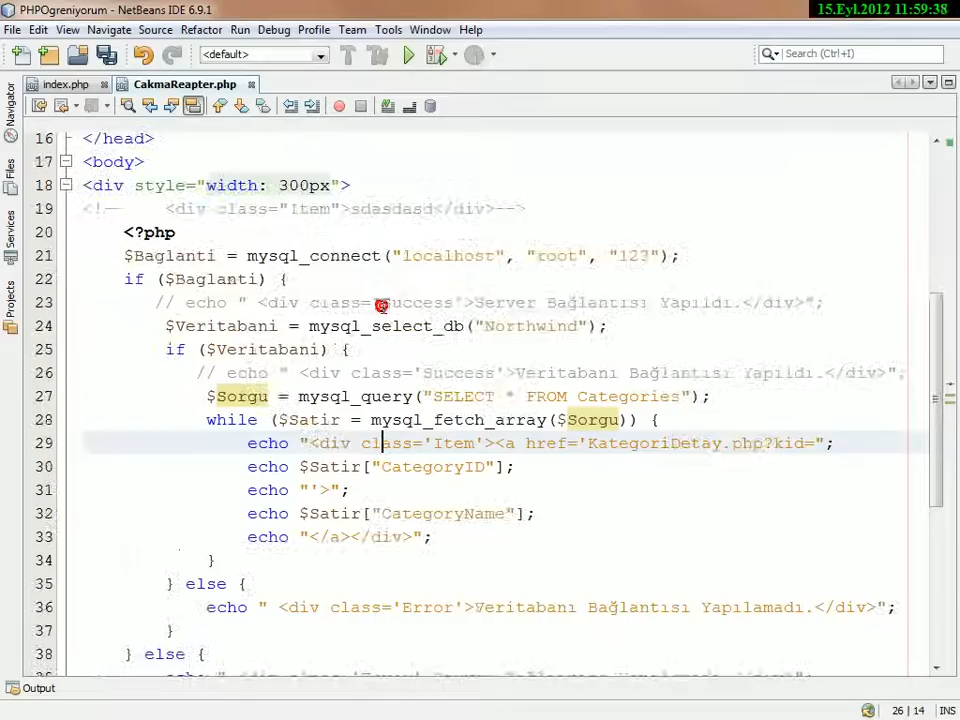 PHPOgreniyorum - NetBeans IDE 6.9.1
15.Eyl.2012 11:59:38
File Edit View Navigate Source Refactor Run Debug Profile Team Tools Window Help
<default>
Search (Ctrl+I)
index.php
CakmaReapter.php
Navigator
Files
Services
Projects
16 </head>
17 <body>
18 <div style="width: 300px">
19 <!-- <div class="Item">sdasdasd</div>-->
20 <?php
21 $Baglanti = mysql_connect("localhost", "root", "123");
22 if ($Baglanti) {
23 // echo " <div class='Success'>Server Bağlantısı Yapıldı.</div>";
24 $Veritabani = mysql_select_db("Northwind");
25 if ($Veritabani) {
26 // echo " <div class='Success'>Veritabanı Bağlantısı Yapıldı.</div>";
27 $Sorgu = mysql_query("SELECT * FROM Categories");
28 while ($Satir = mysql_fetch_array($Sorgu)) {
29 echo "<div class='Item'><a href='KategoriDetay.php?kid=";
30 echo $Satir["CategoryID"];
31 echo "'>";
32 echo $Satir["CategoryName"];
33 echo "</a></div>";
34 }
35 } else {
36 echo " <div class='Error'>Veritabanı Bağlantısı Yapılamadı.</div>";
37 }
38 } else {
Output
26 | 14 INS